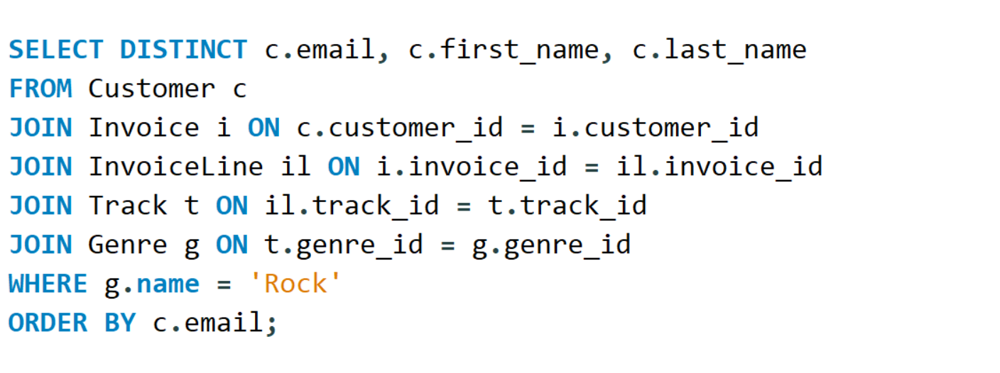 SELECT DISTINCT c.email, c.first_name, c.last_name
FROM Customer c
JOIN Invoice i ON c.customer_id = i.customer_id
JOIN InvoiceLine il ON i.invoice_id = il.invoice_id
JOIN Track t ON il.track_id = t.track_id
JOIN Genre g ON t.genre_id = g.genre_id
WHERE g.name = 'Rock'
ORDER BY c.email;